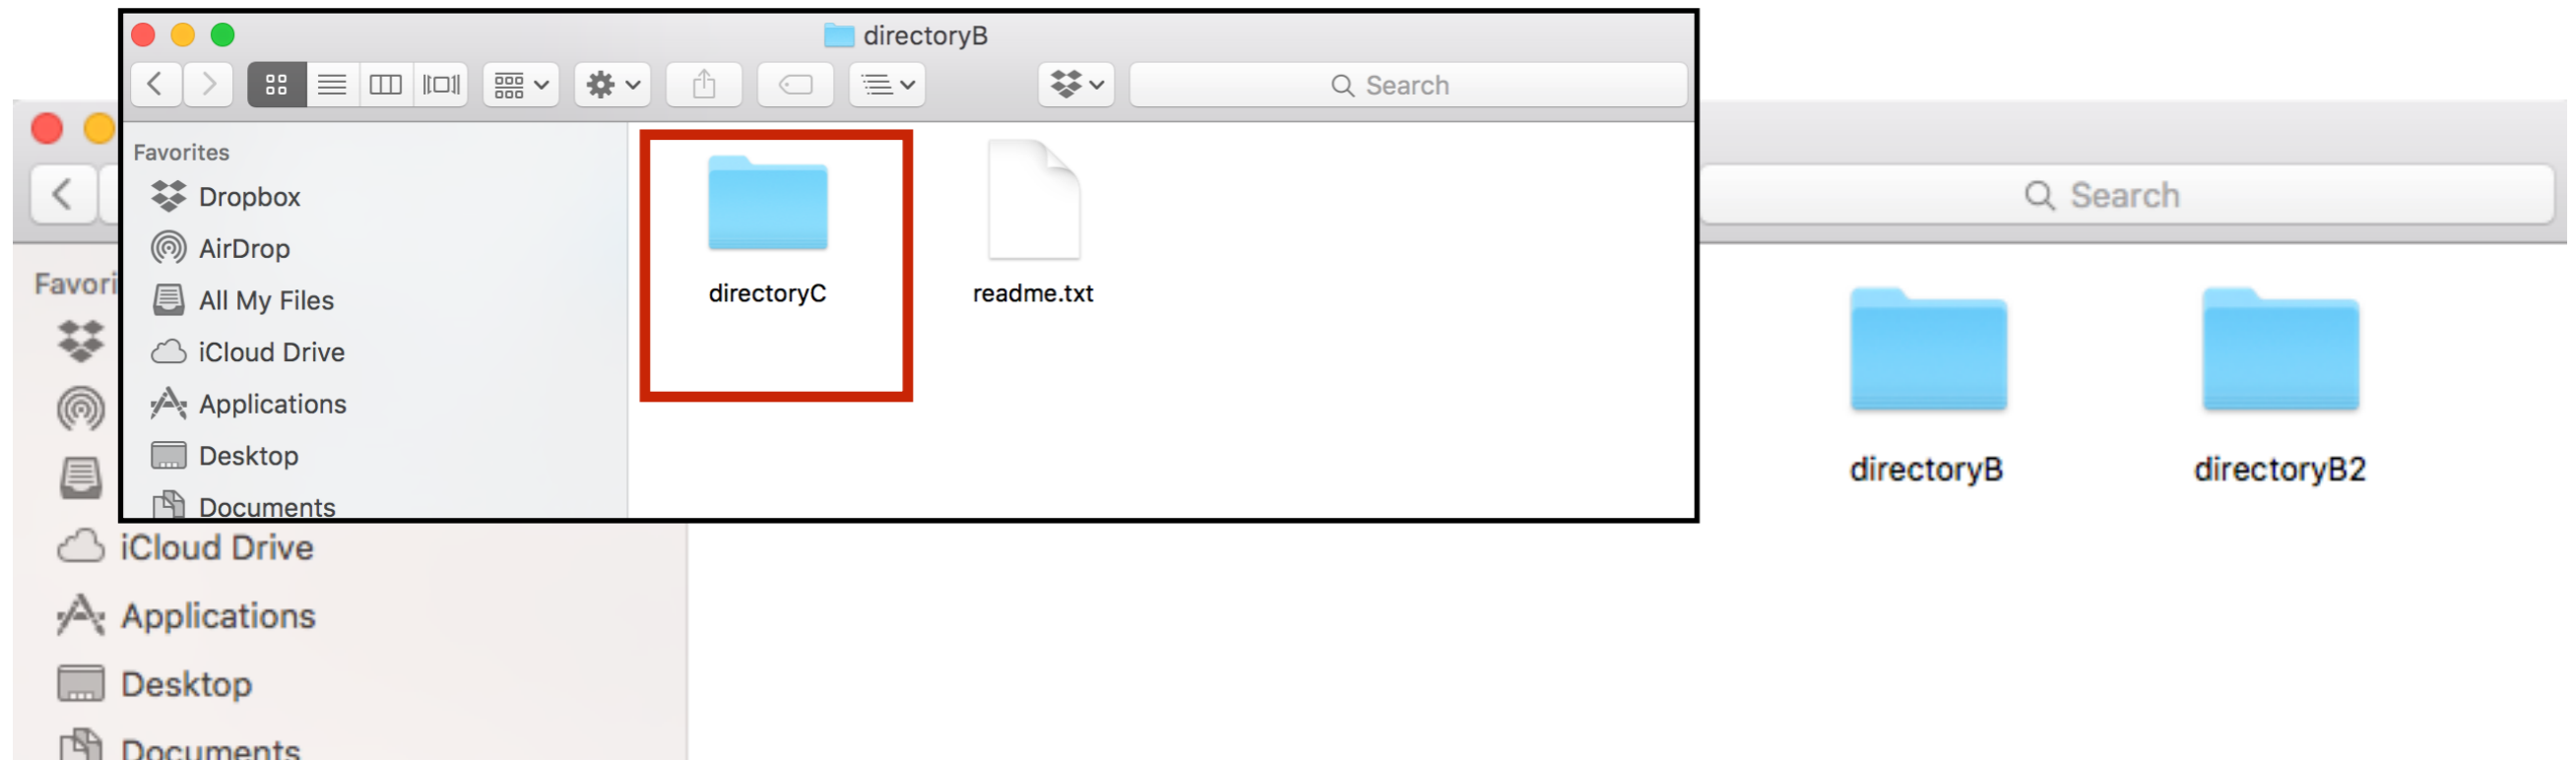 directoryB
Search
Favorites
Dropbox
AirDrop
All My Files
iCloud Drive
Applications
Desktop
Documents
directoryC
readme.txt
Search
Favori
iCloud Drive
Applications
Desktop
Documents
directoryB
directoryB2